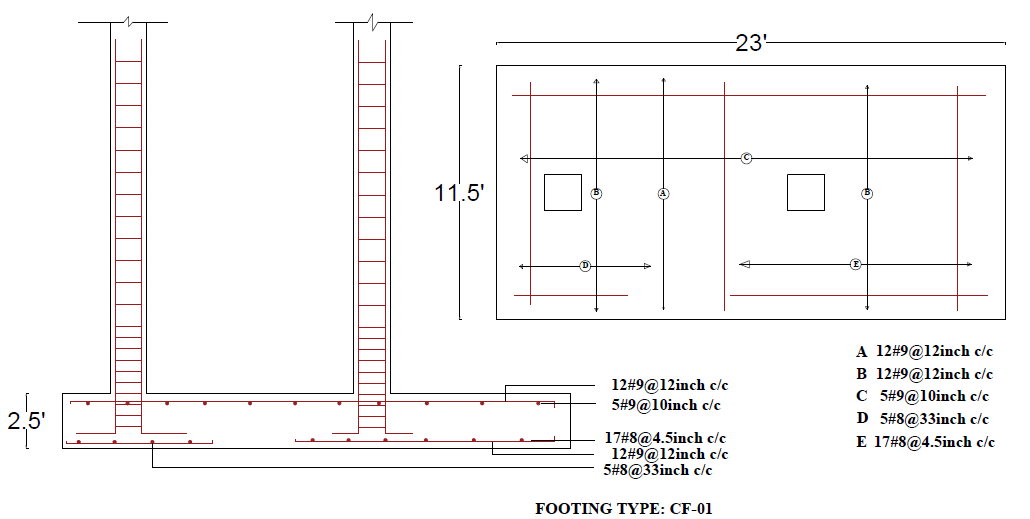 23'
11.5'
C
B
A
B
D
E
A 12#9@12inch c/c
B 12#9@12inch c/c
C 5#9@10inch c/c
D 5#8@33inch c/c
E 17#8@4.5inch c/c
2.5'
12#9@12inch c/c
5#9@10inch c/c
17#8@4.5inch c/c
12#9@12inch c/c
5#8@33inch c/c
FOOTING TYPE: CF-01